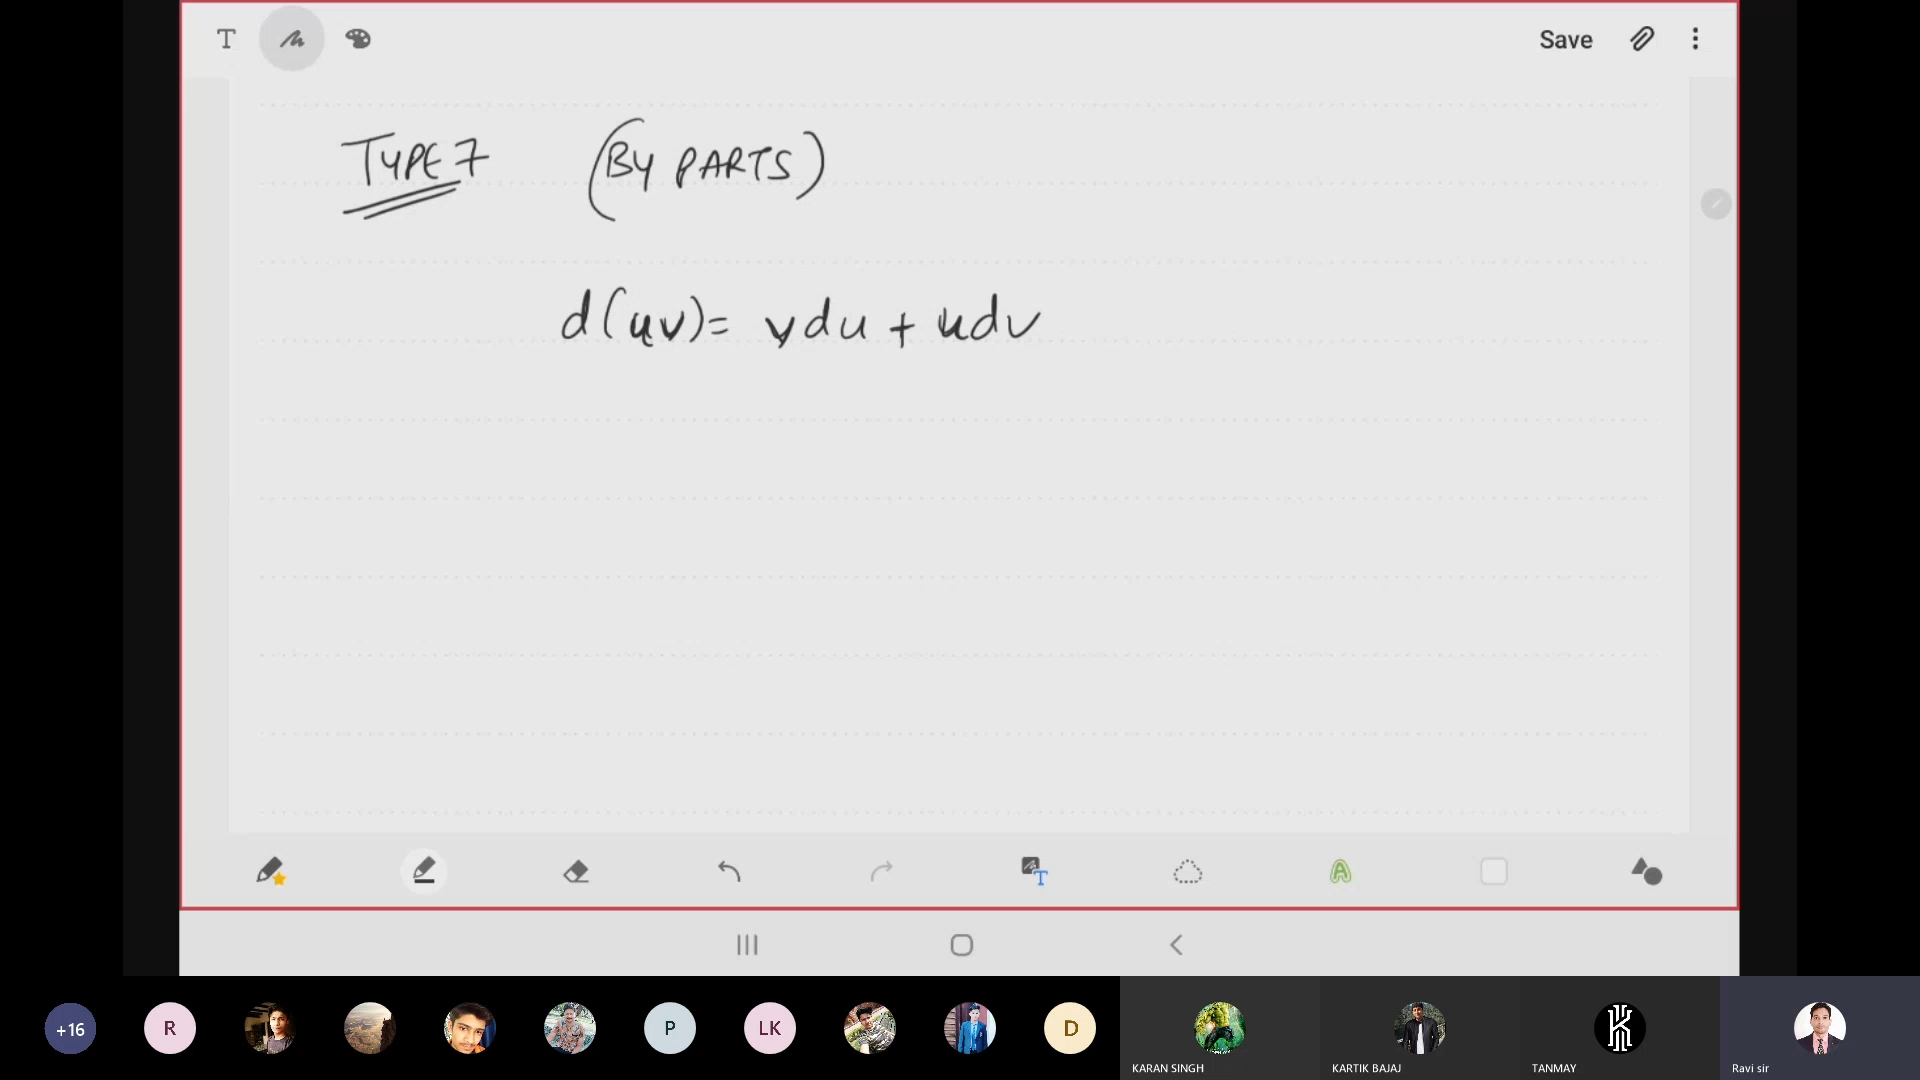 T
Save
TYPE 7 (BY PARTS)
d(uv) = vdu + udv
T
A
+16
R
P
LK
D
KARAN SINGH
KARTIK BAJAJ
TANMAY
Ravi sir